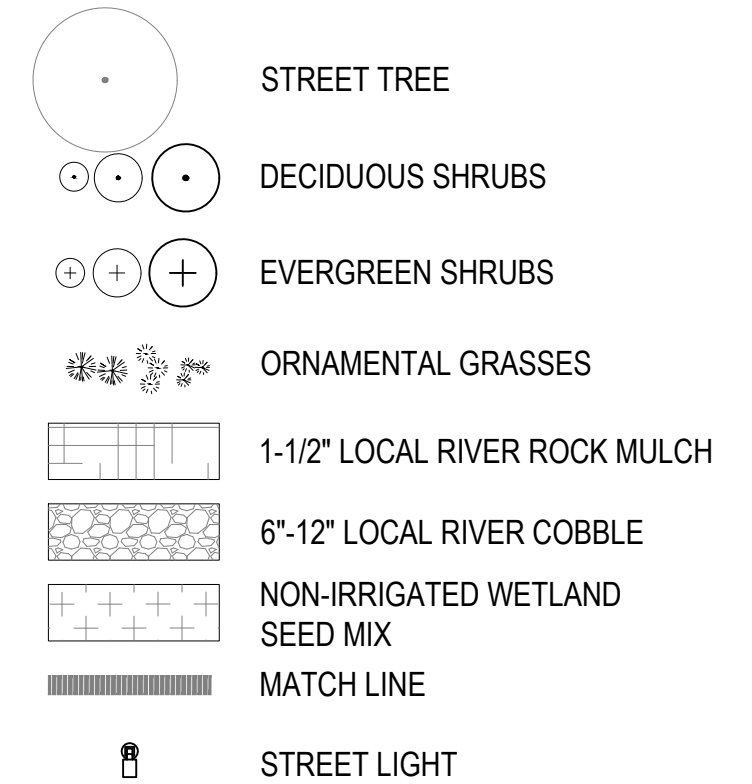 STREET TREE
DECIDUOUS SHRUBS
EVERGREEN SHRUBS
ORNAMENTAL GRASSES
1-1/2" LOCAL RIVER ROCK MULCH
6"-12" LOCAL RIVER COBBLE
NON-IRRIGATED WETLAND
SEED MIX
MATCH LINE
STREET LIGHT